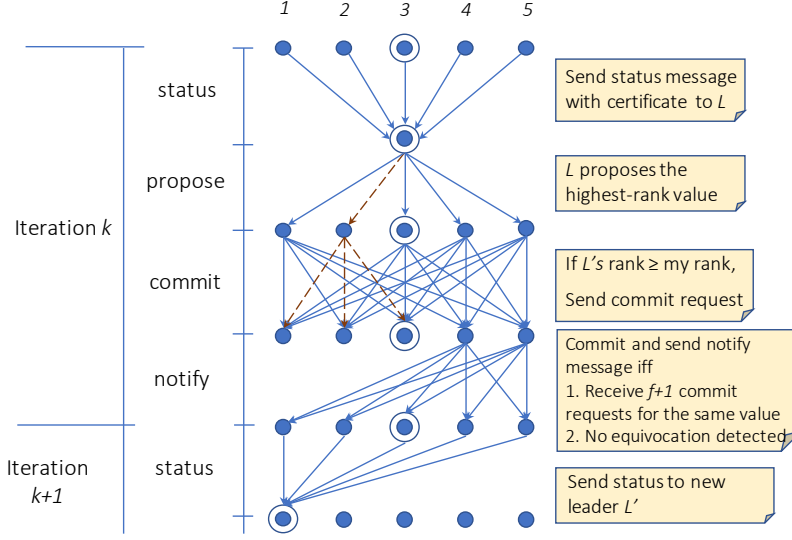 1 2 3 4 5
status
Send status message
with certificate to L
propose
L proposes the
highest-rank value
Iteration k
commit
If L's rank ≥ my rank,
Send commit request
notify
Commit and send notify
message iff
1. Receive f+1 commit
requests for the same value
2. No equivocation detected
Iteration
k+1
status
Send status to new
leader L'